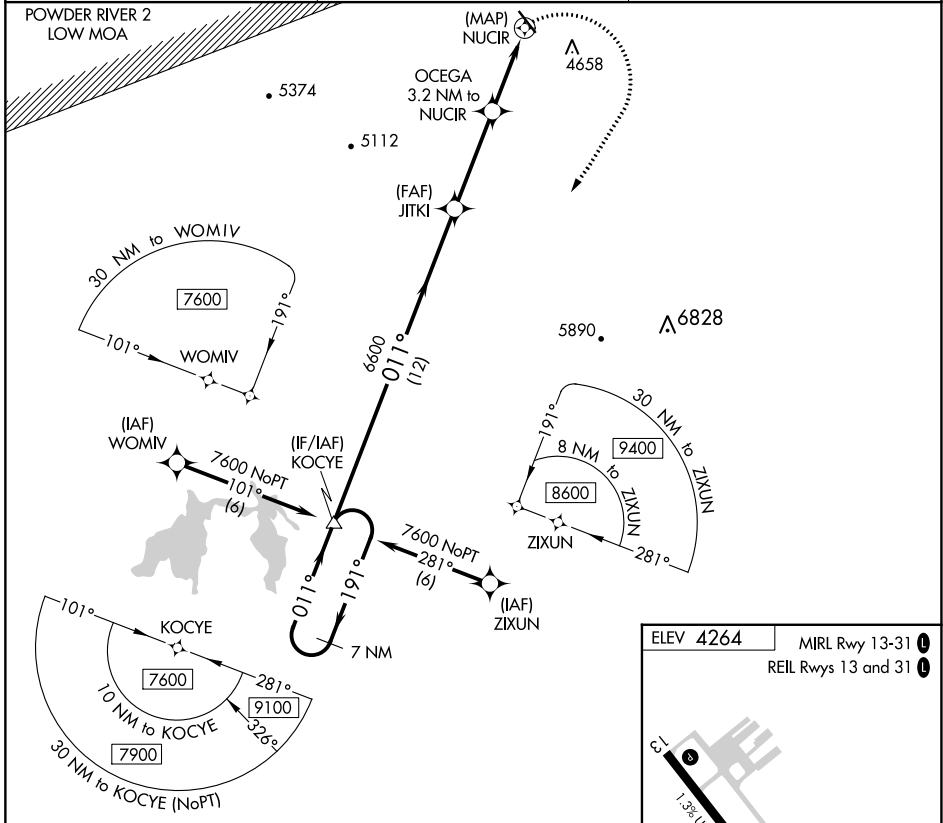 POWDER RIVER 2
LOW MOA
(MAP)
NUCIR
4658
OCEGA
3.2 NM to
NUCIR
5374
5112
(FAF)
JITKI
30 NM to WOMIV
7600
191°
101°
WOMIV
6600
011°
(12)
5890
6828
(IAF)
WOMIV
7600 NoPT
101°
(6)
(IF/IAF)
KOCYE
30 NM to ZIXUN
9400
191°
8 NM to ZIXUN
8600
ZIXUN
281°
7600 NoPT
281°
(6)
(IAF)
ZIXUN
011°
191°
7 NM
101°
KOCYE
7600
281°
9100
326°
10 NM to KOCYE
7900
30 NM to KOCYE (NoPT)
ELEV 4264
MIRL Rwy 13-31 L
REIL Rwys 13 and 31 L
13
P
1.3%